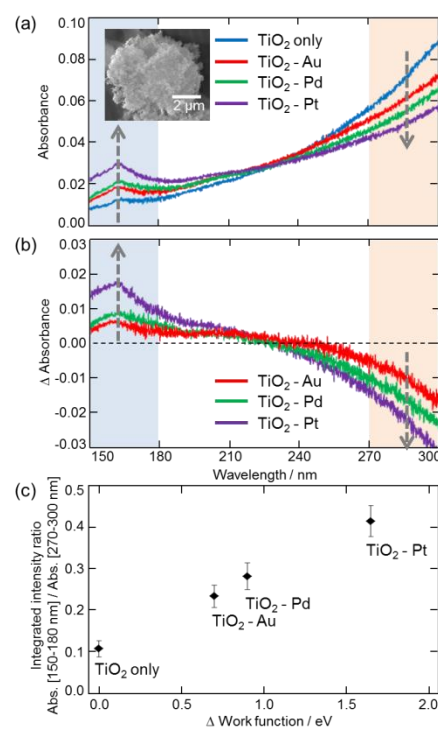 (a)
0.10
0.08
0.06
0.04
0.02
0.00
Absorbance
2 μm
TiO2 only
TiO2 - Au
TiO2 - Pd
TiO2 - Pt
(b)
0.03
0.02
0.01
0.00
-0.01
-0.02
-0.03
Δ Absorbance
TiO2 - Au
TiO2 - Pd
TiO2 - Pt
150 180 210 240 270 300
Wavelength / nm
(c)
0.5
0.4
0.3
0.2
0.1
0.0
Integrated intensity ratio
Abs. [150-180 nm] / Abs. [270-300 nm]
TiO2 - Pt
TiO2 - Pd
TiO2 - Au
TiO2 only
0.0 0.5 1.0 1.5 2.0
Δ Work function / eV